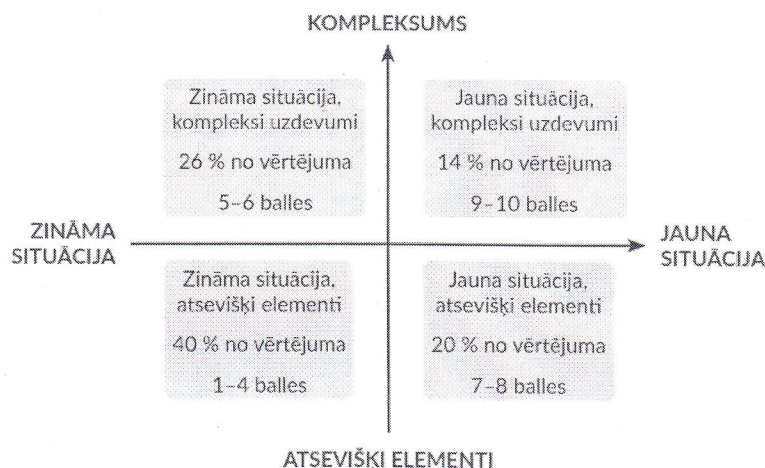 KOMPLEKSUMS
Zināma situācija,
kompleksi uzdevumi
26 % no vērtējuma
5–6 balles
Jauna situācija,
kompleksi uzdevumi
14 % no vērtējuma
9–10 balles
ZINĀMA
SITUĀCIJA
JAUNA
SITUĀCIJA
Zināma situācija,
atsevišķi elementi
40 % no vērtējuma
1–4 balles
Jauna situācija,
atsevišķi elementi
20 % no vērtējuma
7–8 balles
ATSEVIŠĶI ELEMENTI